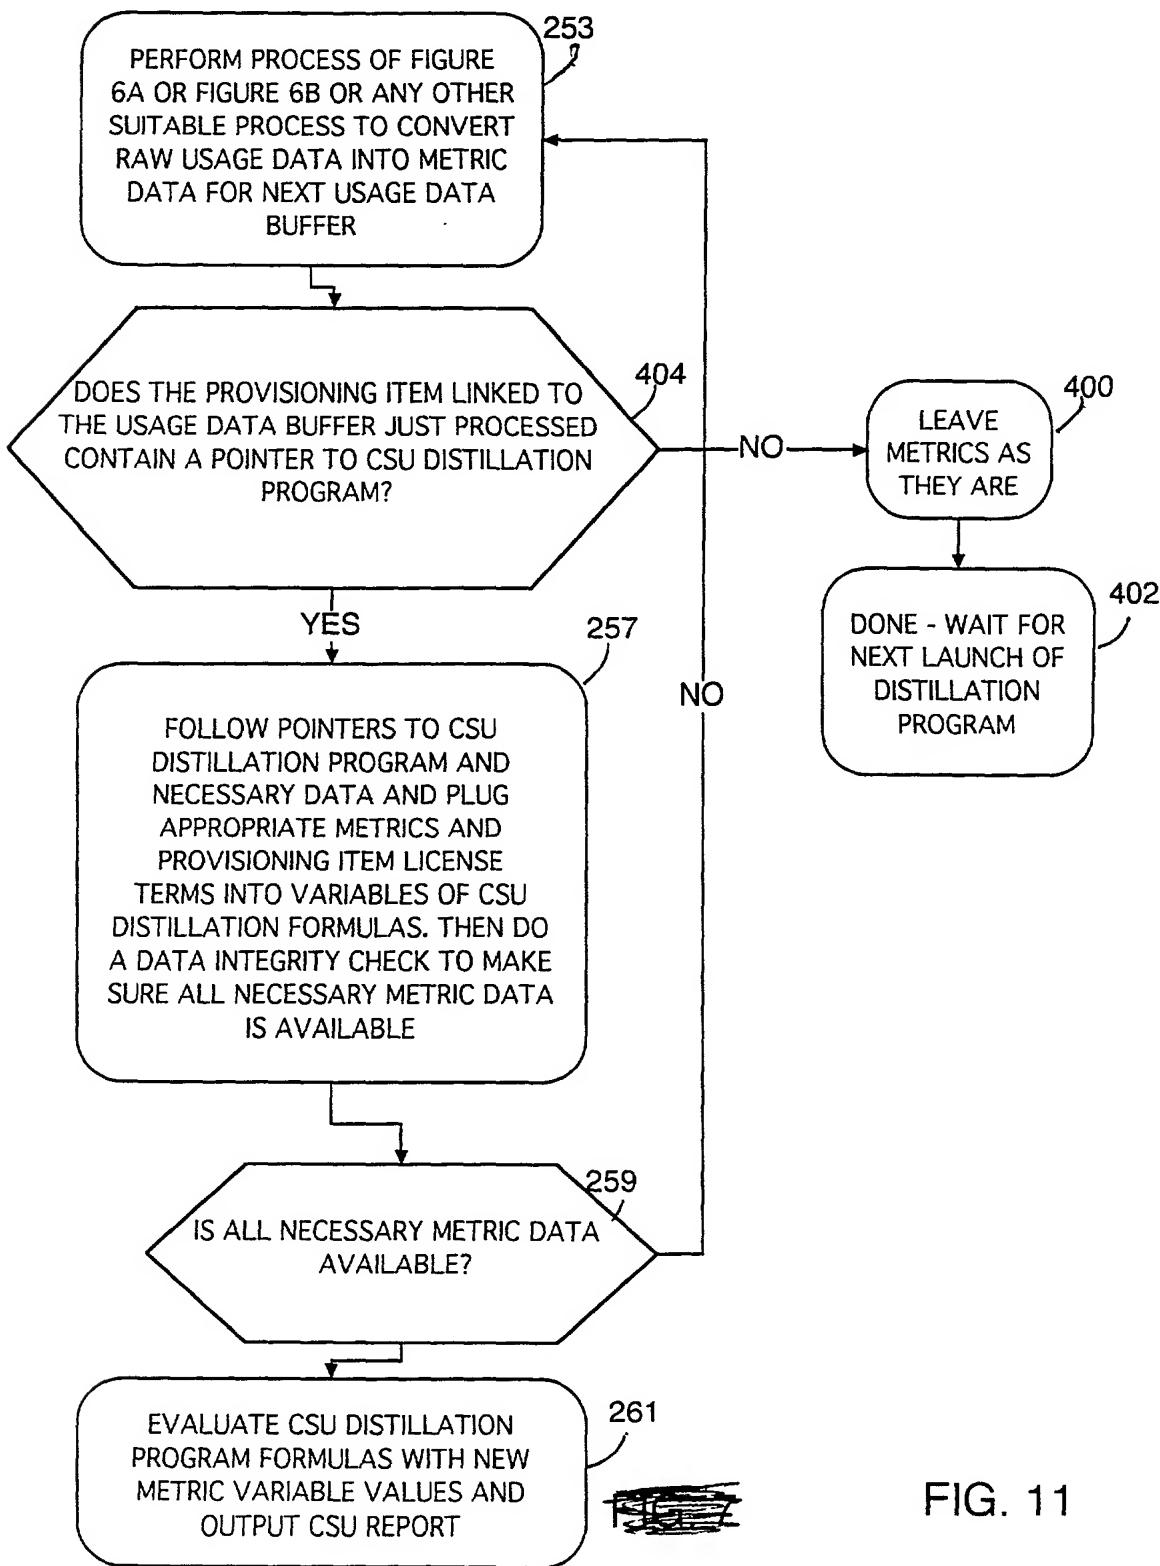 253
PERFORM PROCESS OF FIGURE
6A OR FIGURE 6B OR ANY OTHER
SUITABLE PROCESS TO CONVERT
RAW USAGE DATA INTO METRIC
DATA FOR NEXT USAGE DATA
BUFFER
404
DOES THE PROVISIONING ITEM LINKED TO
THE USAGE DATA BUFFER JUST PROCESSED
CONTAIN A POINTER TO CSU DISTILLATION
PROGRAM?
NO
400
LEAVE
METRICS AS
THEY ARE
402
DONE - WAIT FOR
NEXT LAUNCH OF
DISTILLATION
PROGRAM
YES
257
NO
FOLLOW POINTERS TO CSU
DISTILLATION PROGRAM AND
NECESSARY DATA AND PLUG
APPROPRIATE METRICS AND
PROVISIONING ITEM LICENSE
TERMS INTO VARIABLES OF CSU
DISTILLATION FORMULAS. THEN DO
A DATA INTEGRITY CHECK TO MAKE
SURE ALL NECESSARY METRIC DATA
IS AVAILABLE
259
IS ALL NECESSARY METRIC DATA
AVAILABLE?
261
EVALUATE CSU DISTILLATION
PROGRAM FORMULAS WITH NEW
METRIC VARIABLE VALUES AND
OUTPUT CSU REPORT
FIG. 7
FIG. 11